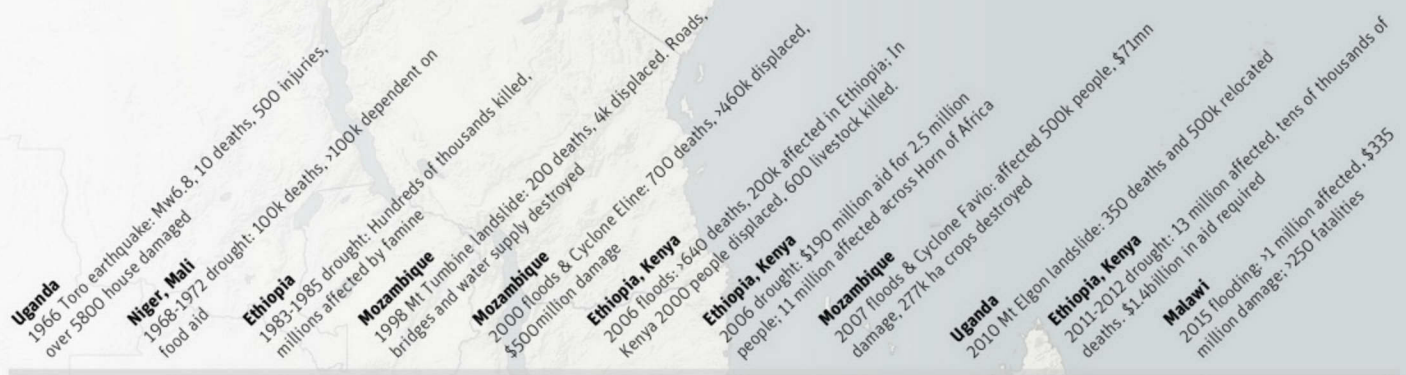 Uganda
1966 Toro earthquake: Mw6.8, 10 deaths, 500 injuries,
over 5800 house damaged
Niger, Mali
1968-1972 drought: 100k deaths, >100k dependent on
food aid
Ethiopia
1983-1985 drought: Hundreds of thousands killed,
millions affected by famine
Mozambique
1998 Mt Tumbine landslide: 200 deaths, 4k displaced. Roads,
bridges and water supply destroyed
Mozambique
2000 floods & Cyclone Eline: 700 deaths, >460k displaced,
$500million damage
Ethiopia, Kenya
2006 floods: >640 deaths, 200k affected in Ethiopia: In
Kenya 2000 people displaced, 600 livestock killed.
Ethiopia, Kenya
2006 drought: $190 million aid for 2.5 million
people; 11 million affected across Horn of Africa
Mozambique
2007 floods & Cyclone Favio: affected 500k people, $71mn
damage, 277k ha crops destroyed
Uganda
2010 Mt Elgon landslide: 350 deaths and 500k relocated
Ethiopia, Kenya
2011-2012 drought: 13 million affected, tens of thousands of
deaths. $1.4billion in aid required
Malawi
2015 flooding: >1 million affected, $335
million damage; >250 fatalities